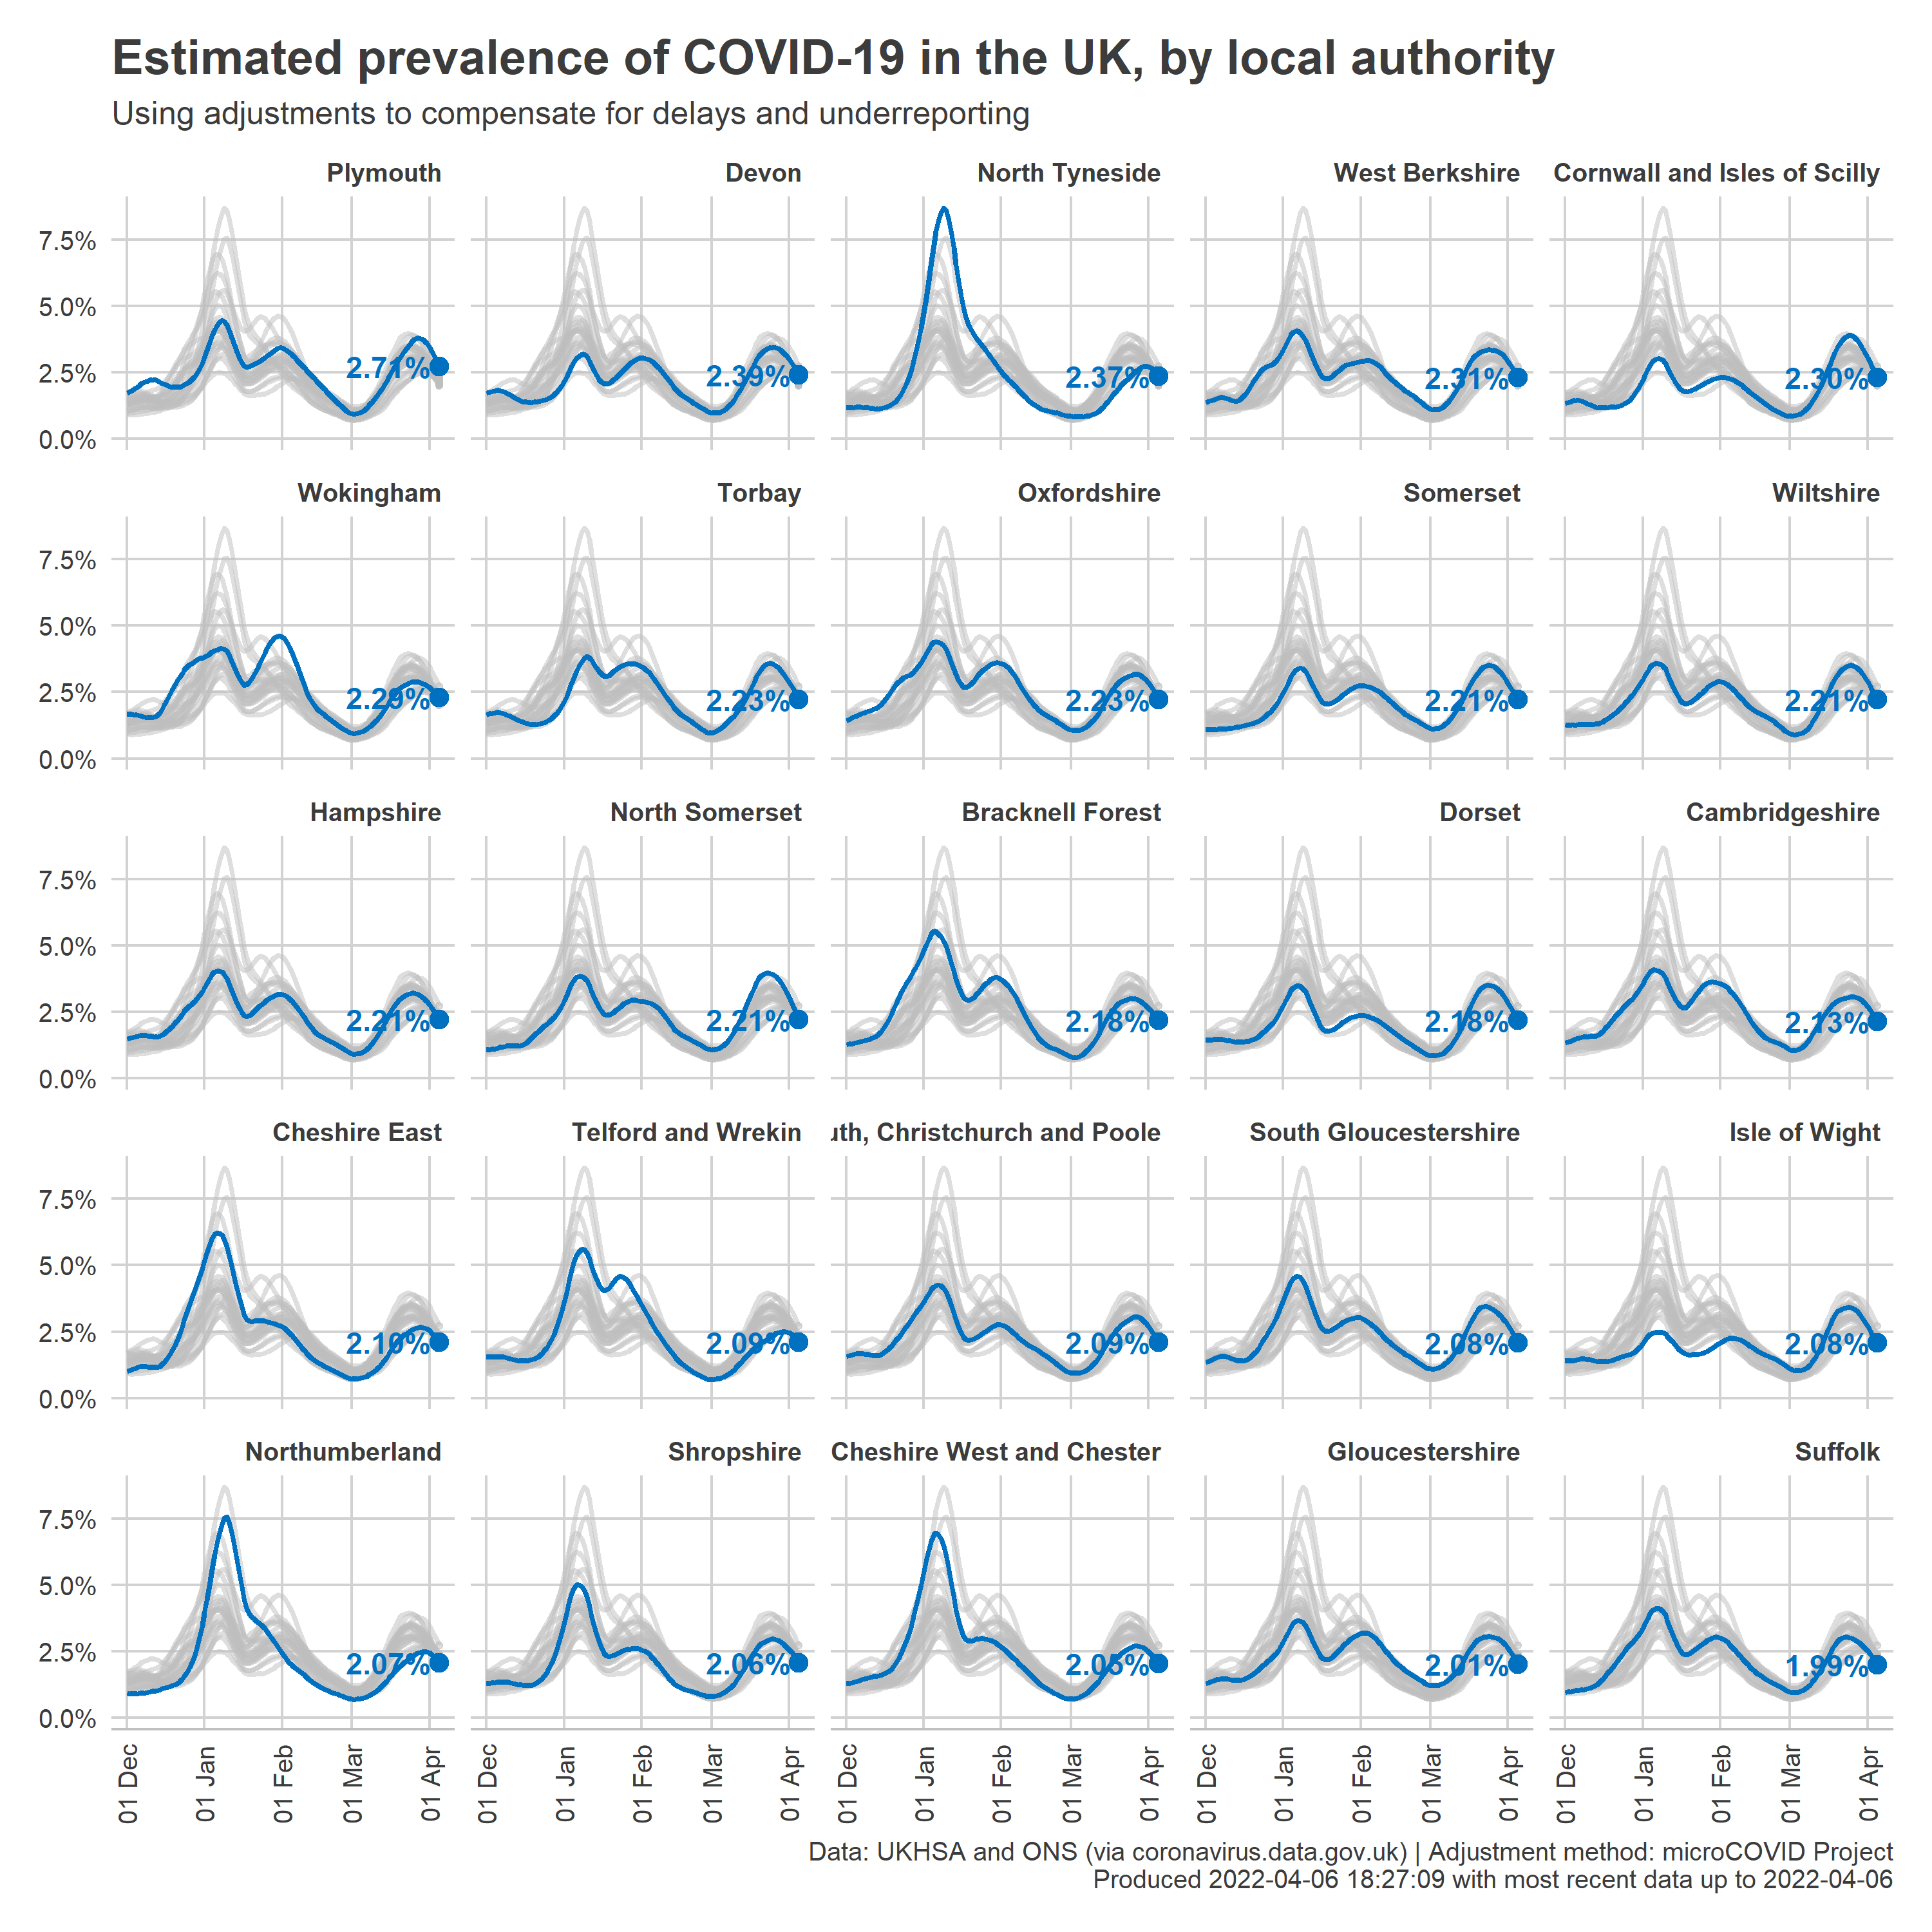 Estimated prevalence of COVID-19 in the UK, by local authority
Using adjustments to compensate for delays and underreporting
Plymouth Devon North Tyneside West Berkshire Cornwall and Isles of Scilly
7.5%
5.0%
2.5%
0.0%
2.71% 2.39% 2.37% 2.31% 2.30%
Wokingham Torbay Oxfordshire Somerset Wiltshire
7.5%
5.0%
2.5%
0.0%
2.29% 2.23% 2.23% 2.21% 2.21%
Hampshire North Somerset Bracknell Forest Dorset Cambridgeshire
7.5%
5.0%
2.5%
0.0%
2.21% 2.21% 2.18% 2.18% 2.13%
Cheshire East Telford and Wrekin uth, Christchurch and Poole South Gloucestershire Isle of Wight
7.5%
5.0%
2.5%
0.0%
2.10% 2.09% 2.09% 2.08% 2.08%
Northumberland Shropshire Cheshire West and Chester Gloucestershire Suffolk
7.5%
5.0%
2.5%
0.0%
2.07% 2.06% 2.05% 2.01% 1.99%
01 Dec 01 Jan 01 Feb 01 Mar 01 Apr 01 Dec 01 Jan 01 Feb 01 Mar 01 Apr 01 Dec 01 Jan 01 Feb 01 Mar 01 Apr 01 Dec 01 Jan 01 Feb 01 Mar 01 Apr 01 Dec 01 Jan 01 Feb 01 Mar 01 Apr
Data: UKHSA and ONS (via coronavirus.data.gov.uk) | Adjustment method: microCOVID Project
Produced 2022-04-06 18:27:09 with most recent data up to 2022-04-06